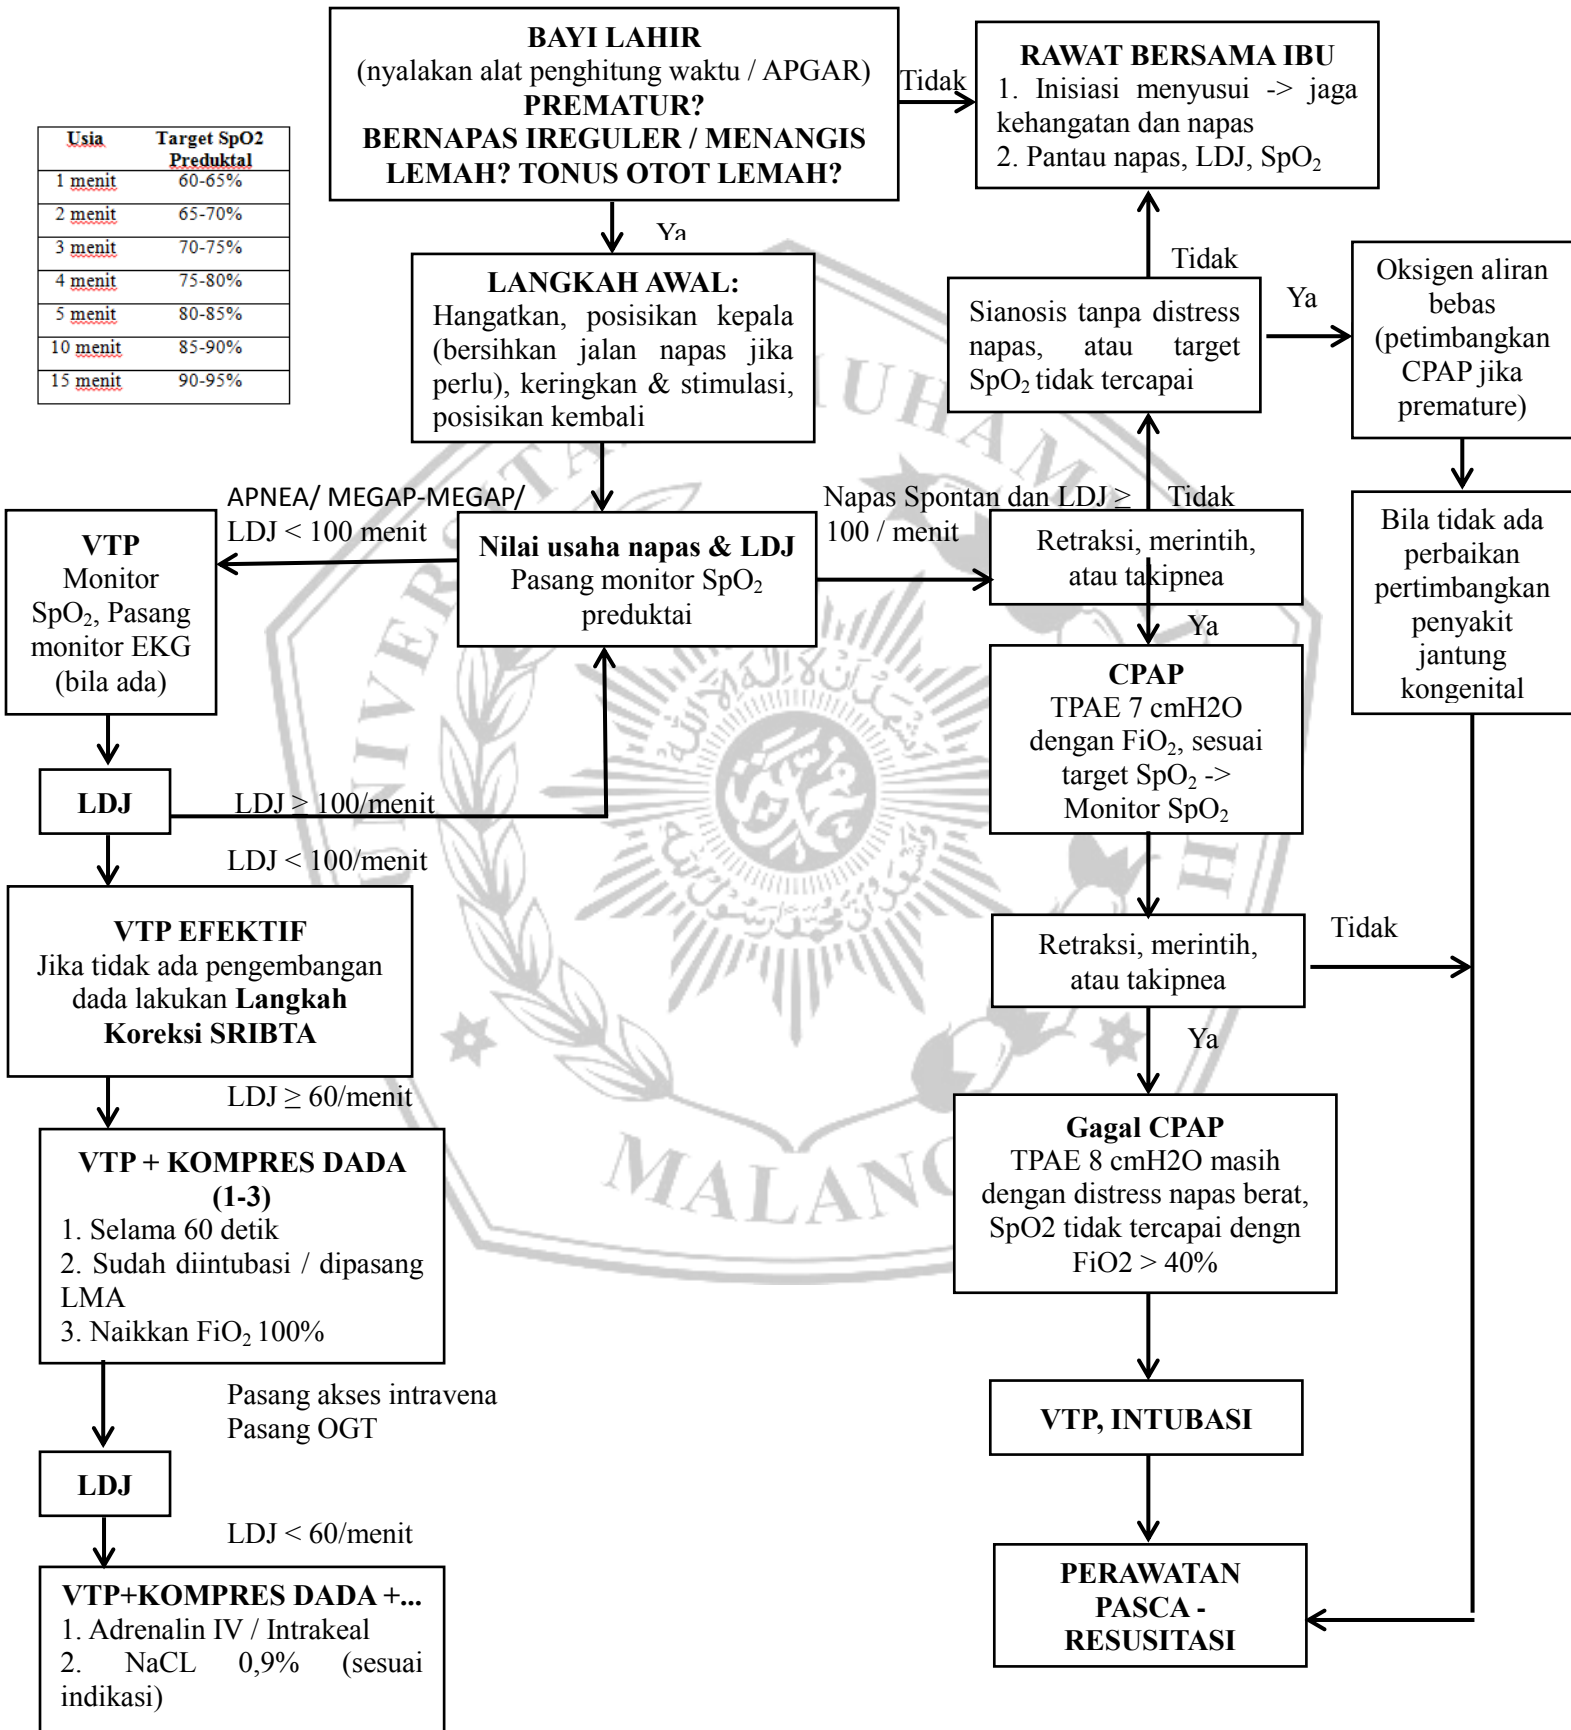 BAYI LAHIR
(nyalakan alat penghitung waktu / APGAR)
PREMATUR?
BERNAPAS IREGULER / MENANGIS
LEMAH? TONUS OTOT LEMAH?
Tidak
RAWAT BERSAMA IBU
1. Inisiasi menyusui -> jaga
kehangatan dan napas
2. Pantau napas, LDJ, SpO2
Usia Target SpO2
Preduktal
1 menit 60-65%
2 menit 65-70%
3 menit 70-75%
4 menit 75-80%
5 menit 80-85%
10 menit 85-90%
15 menit 90-95%
Ya
LANGKAH AWAL:
Hangatkan, posisikan kepala
(bersihkan jalan napas jika
perlu), keringkan & stimulasi,
posisikan kembali
Tidak
Sianosis tanpa distress
napas, atau target
SpO2 tidak tercapai
Ya
Oksigen aliran
bebas
(petimbangkan
CPAP jika
premature)
APNEA/ MEGAP-MEGAP/
LDJ < 100 menit
Napas Spontan dan LDJ ≥
100 / menit
Tidak
VTP
Monitor
SpO2, Pasang
monitor EKG
(bila ada)
Nilai usaha napas & LDJ
Pasang monitor SpO2
preduktai
Retraksi, merintih,
atau takipnea
Bila tidak ada
perbaikan
pertimbangkan
penyakit
jantung
kongenital
Ya
CPAP
TPAE 7 cmH2O
dengan FiO2, sesuai
target SpO2 ->
Monitor SpO2
LDJ
LDJ ≥ 100/menit
LDJ < 100/menit
VTP EFEKTIF
Jika tidak ada pengembangan
dada lakukan Langkah
Koreksi SRIBTA
Retraksi, merintih,
atau takipnea
Tidak
Ya
LDJ ≥ 60/menit
VTP + KOMPRES DADA
(1-3)
1. Selama 60 detik
2. Sudah diintubasi / dipasang
LMA
3. Naikkan FiO2 100%
Gagal CPAP
TPAE 8 cmH2O masih
dengan distress napas berat,
SpO2 tidak tercapai dengn
FiO2 > 40%
Pasang akses intravena
Pasang OGT
VTP, INTUBASI
LDJ
LDJ < 60/menit
VTP+KOMPRES DADA +...
1. Adrenalin IV / Intrakeal
2. NaCL 0,9% (sesuai
indikasi)
PERAWATAN
PASCA -
RESUSITASI
MALANG